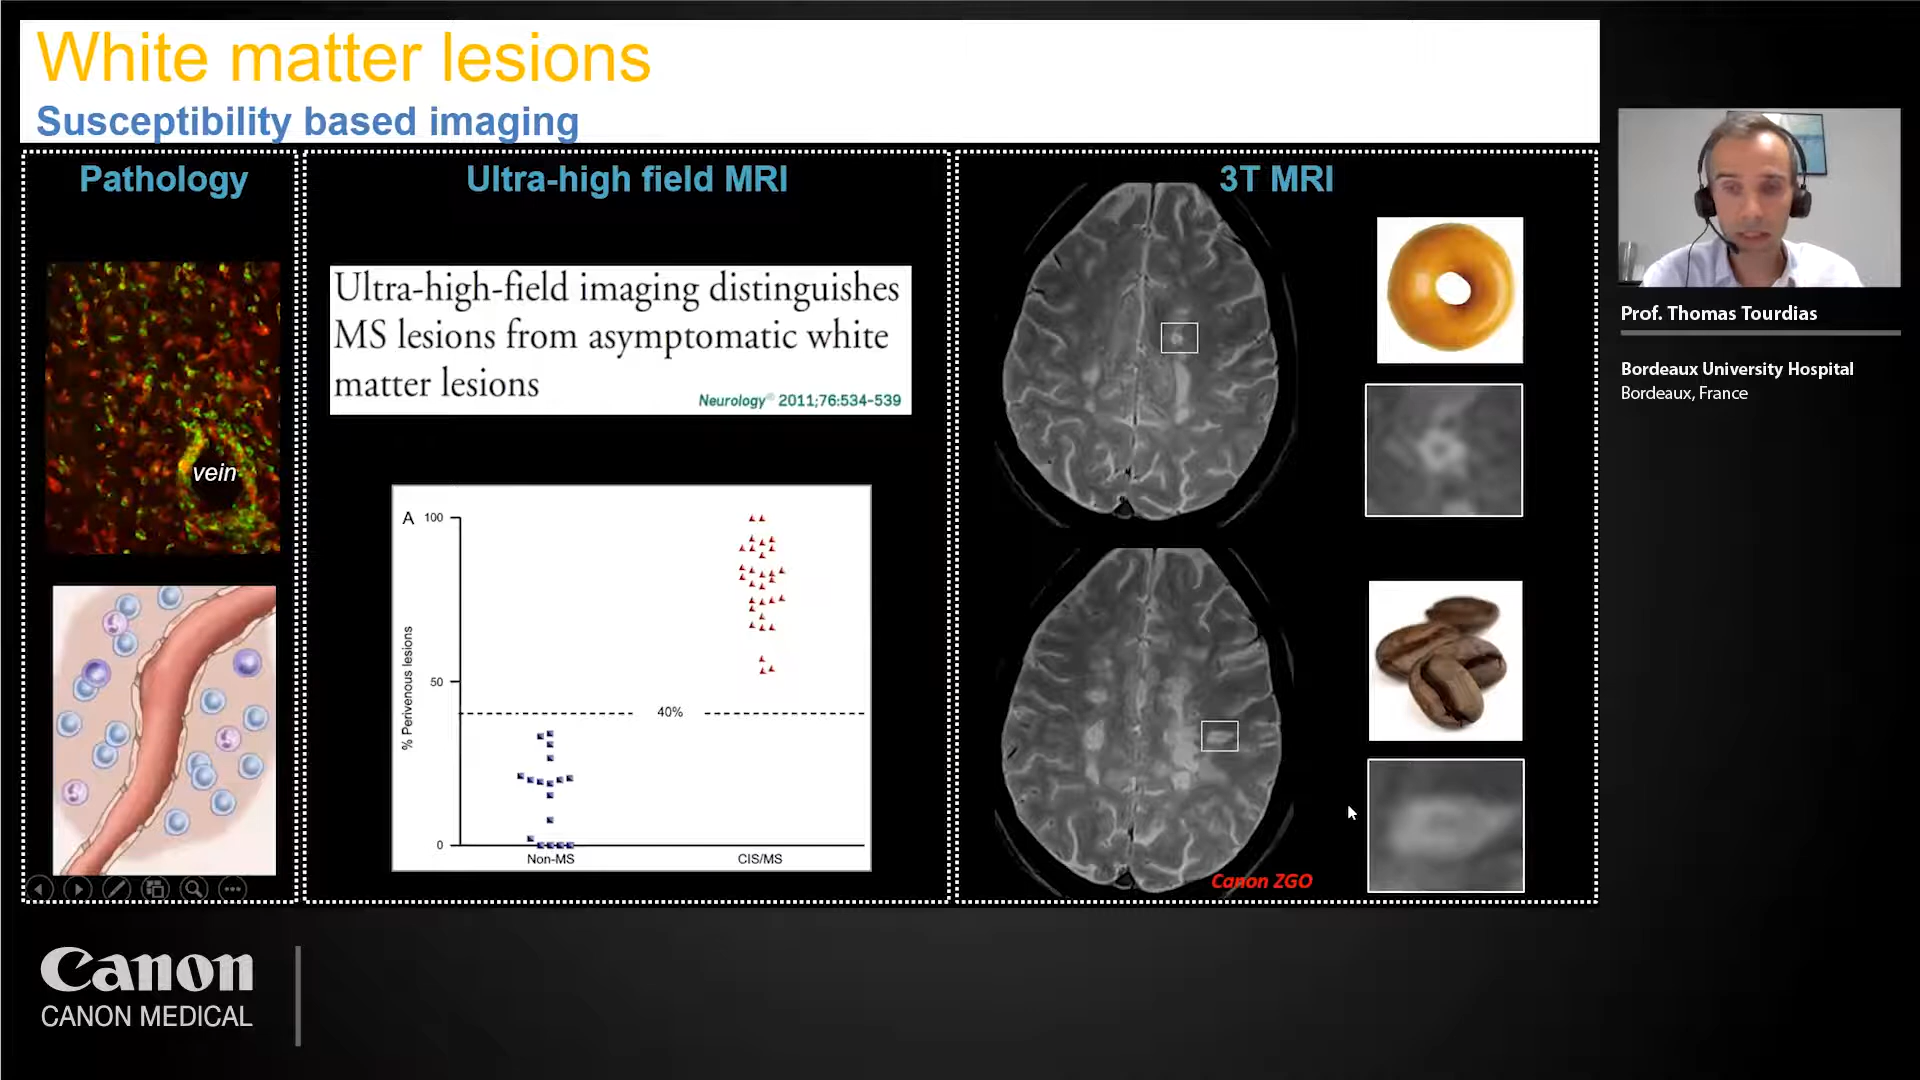 White matter lesions
Susceptibility based imaging
Pathology
vein
Ultra-high field MRI
Ultra-high-field imaging distinguishes
MS lesions from asymptomatic white
matter lesions
Neurology® 2011;76:534-539
A
100
50
0
% Perivenous lesions
40%
Non-MS
CIS/MS
3T MRI
Canon ZGO
Prof. Thomas Tourdias
Bordeaux University Hospital
Bordeaux, France
Canon
CANON MEDICAL